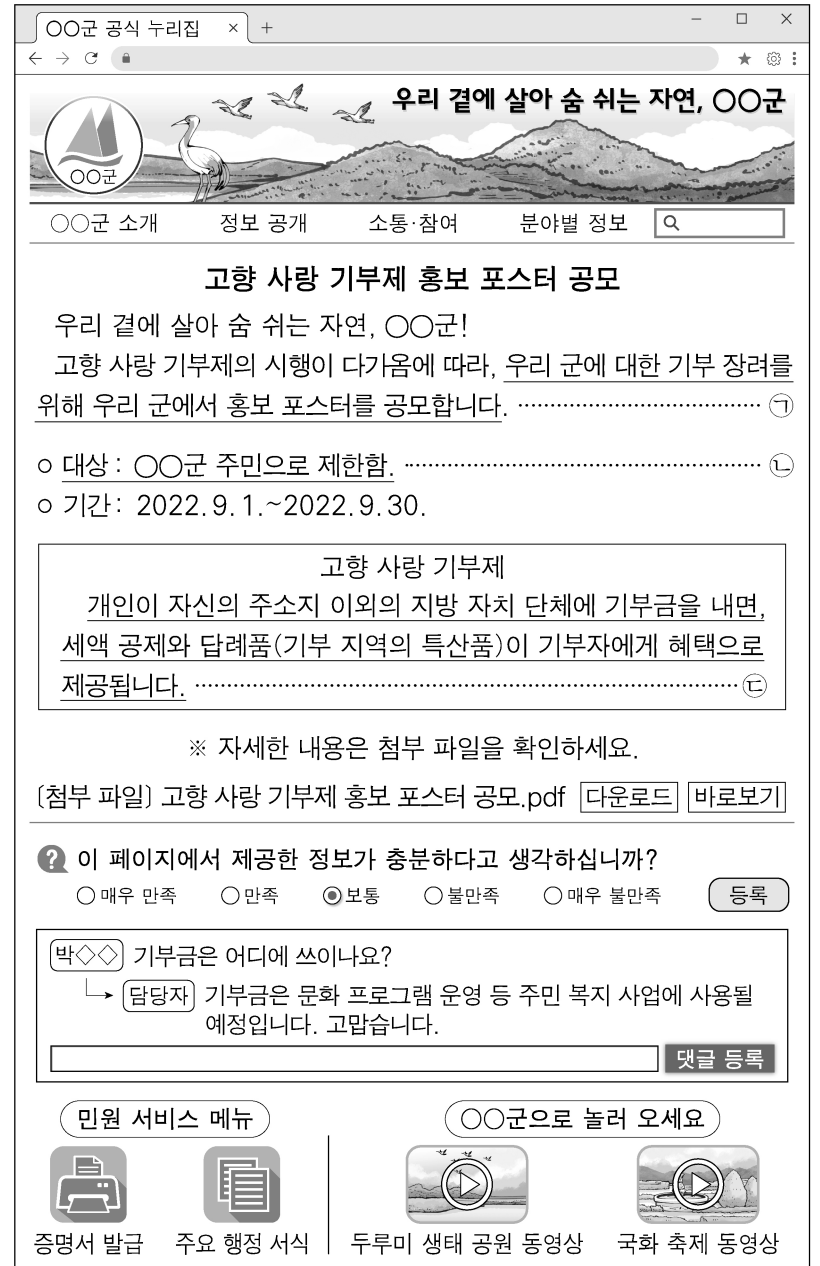 ○○군 공식 누리집 × +
우리 곁에 살아 숨 쉬는 자연, ○○군
○○군
○○군 소개 정보 공개 소통·참여 분야별 정보
고향 사랑 기부제 홍보 포스터 공모
우리 곁에 살아 숨 쉬는 자연, ○○군!
고향 사랑 기부제의 시행이 다가옴에 따라, 우리 군에 대한 기부 장려를
위해 우리 군에서 홍보 포스터를 공모합니다. ㉠
○ 대상 : ○○군 주민으로 제한함. ㉡
○ 기간 : 2022. 9. 1.~2022. 9. 30.
고향 사랑 기부제
개인이 자신의 주소지 이외의 지방 자치 단체에 기부금을 내면,
세액 공제와 답례품(기부 지역의 특산품)이 기부자에게 혜택으로
제공됩니다. ㉢
※ 자세한 내용은 첨부 파일을 확인하세요.
〔첨부 파일〕 고향 사랑 기부제 홍보 포스터 공모.pdf 다운로드 바로보기
? 이 페이지에서 제공한 정보가 충분하다고 생각하십니까?
○매우 만족 ○만족 ◉보통 ○불만족 ○매우 불만족 등록
박◇◇ 기부금은 어디에 쓰이나요?
담당자 기부금은 문화 프로그램 운영 등 주민 복지 사업에 사용될
예정입니다. 고맙습니다.
댓글 등록
민원 서비스 메뉴 ○○군으로 놀러 오세요
증명서 발급 주요 행정 서식 두루미 생태 공원 동영상 국화 축제 동영상